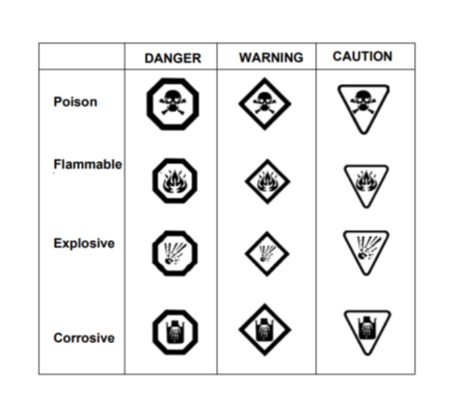 DANGER WARNING CAUTION
Poison
Flammable
Explosive
Corrosive